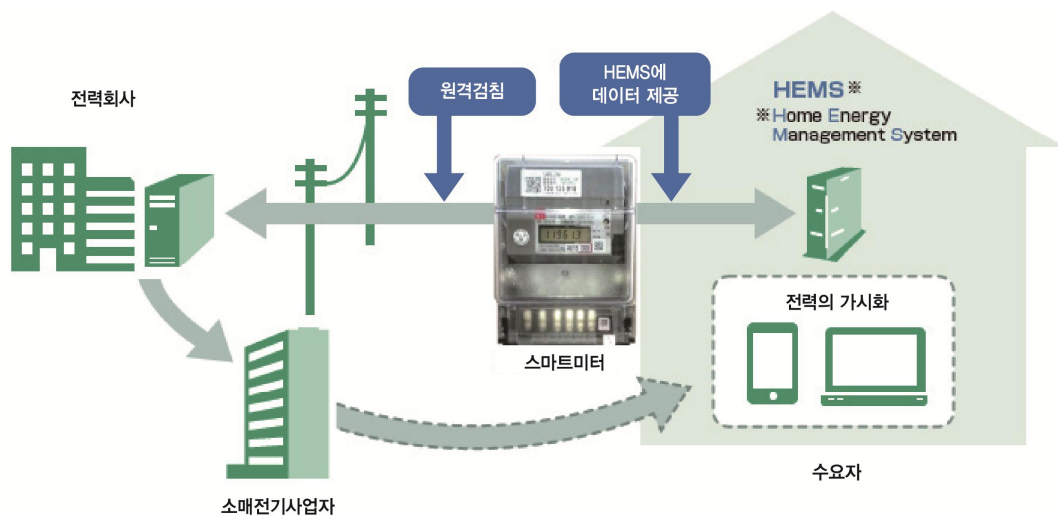 전력회사
원격검침
HEMS에
데이터 제공
HEMS※
※Home Energy
Management System
119613
스마트미터
전력의 가시화
소매전기사업자
수요자